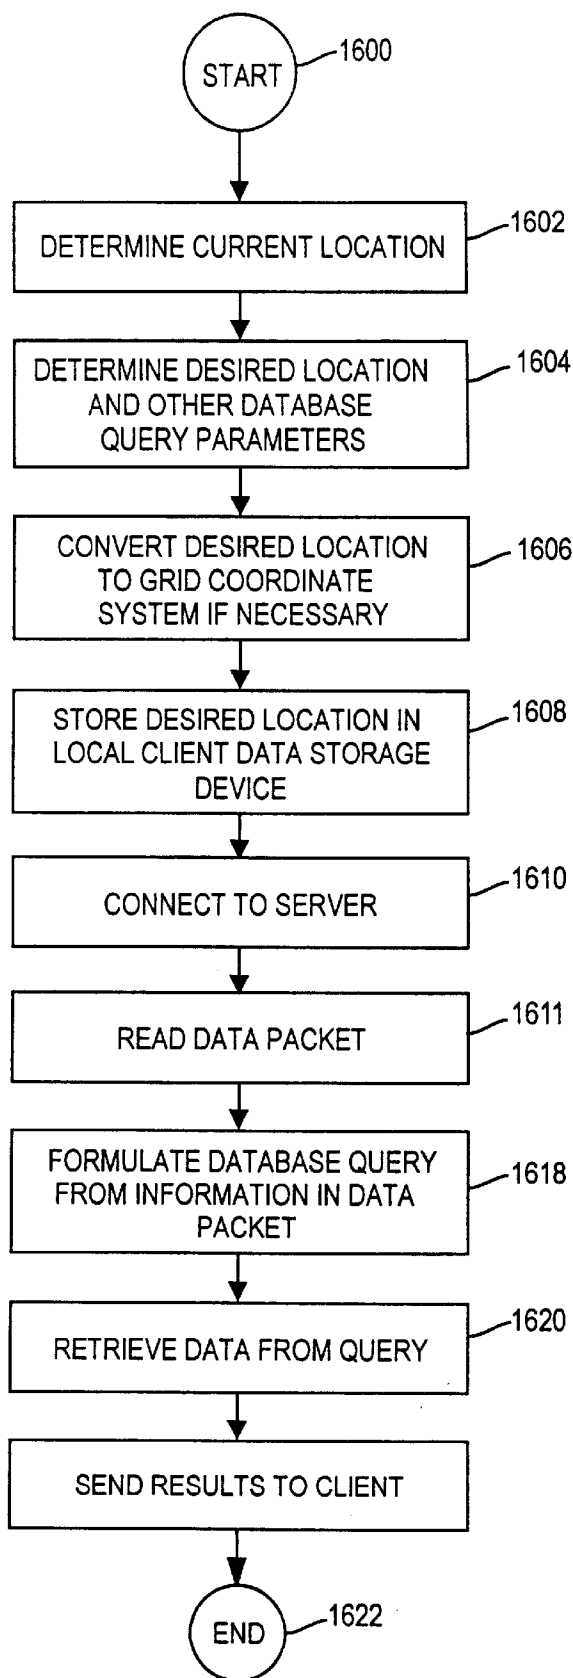 START
1600
DETERMINE CURRENT LOCATION
1602
DETERMINE DESIRED LOCATION
AND OTHER DATABASE
QUERY PARAMETERS
1604
CONVERT DESIRED LOCATION
TO GRID COORDINATE
SYSTEM IF NECESSARY
1606
STORE DESIRED LOCATION IN
LOCAL CLIENT DATA STORAGE
DEVICE
1608
CONNECT TO SERVER
1610
READ DATA PACKET
1611
FORMULATE DATABASE QUERY
FROM INFORMATION IN DATA
PACKET
1618
RETRIEVE DATA FROM QUERY
1620
SEND RESULTS TO CLIENT
END
1622